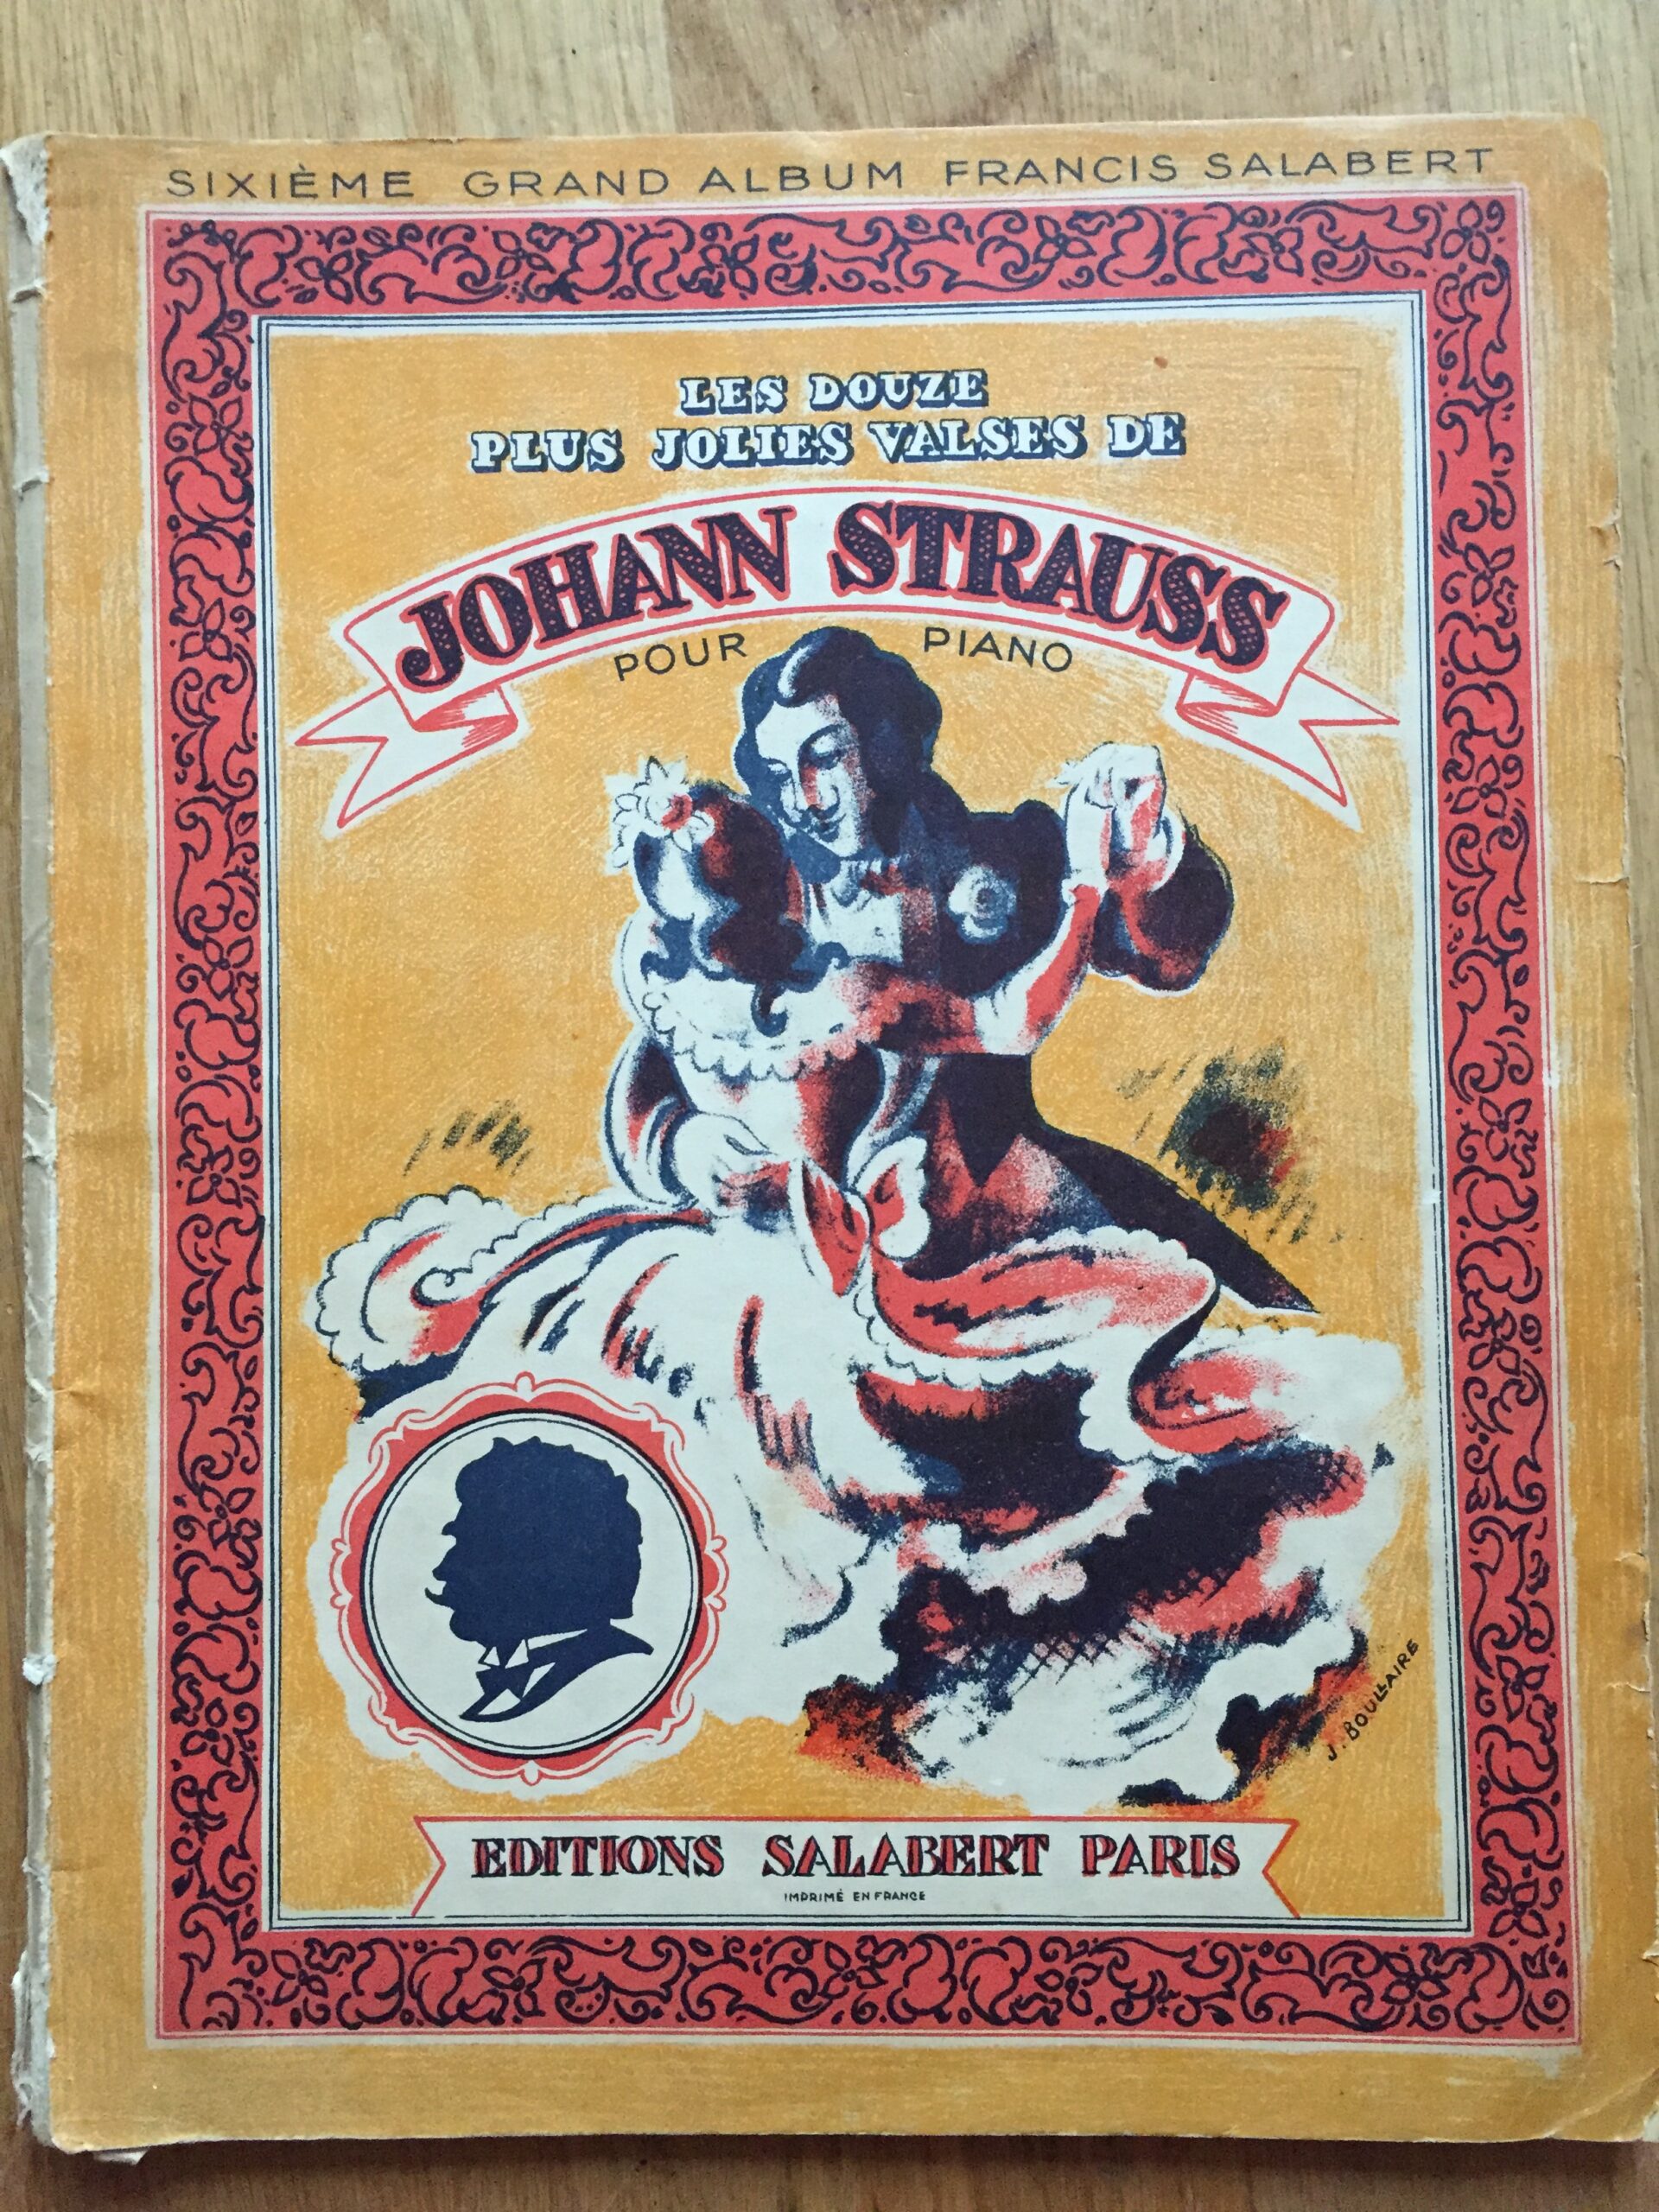 SIXIÈME GRAND ALBUM FRANCIS SALABERT
LES DOUZE
PLUS JOLIES VALSES DE
JOHANN STRAUSS
POUR PIANO
J. BOULLAIRE
EDITIONS SALABERT PARIS
IMPRIMÉ EN FRANCE